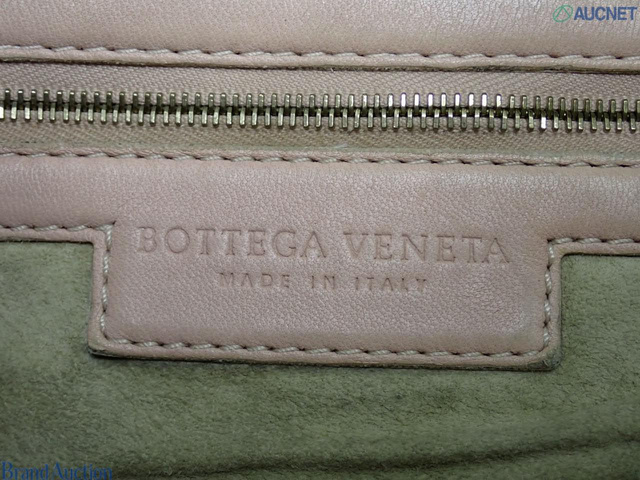 AUCNET
BOTTEGA VENETA
MADE IN ITALY
Brand Auction